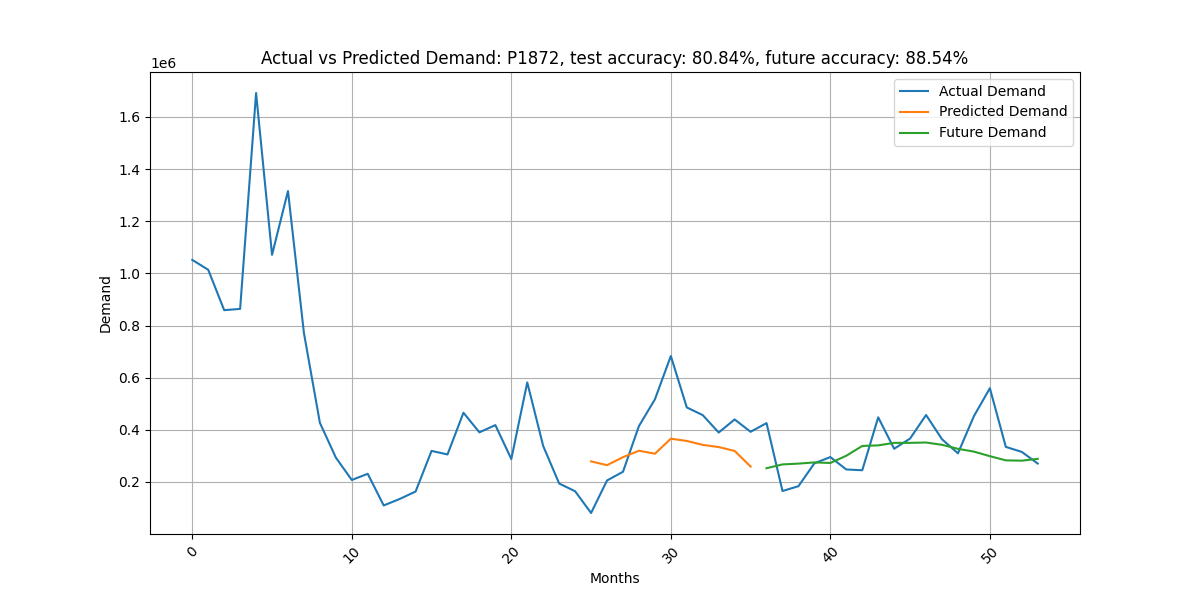 Actual vs Predicted Demand: P1872, test accuracy: 80.84%, future accuracy: 88.54%
1e6
Actual Demand
Predicted Demand
Future Demand
1.6
1.4
1.2
1.0
0.8
0.6
0.4
0.2
Demand
0 10 20 30 40 50
Months